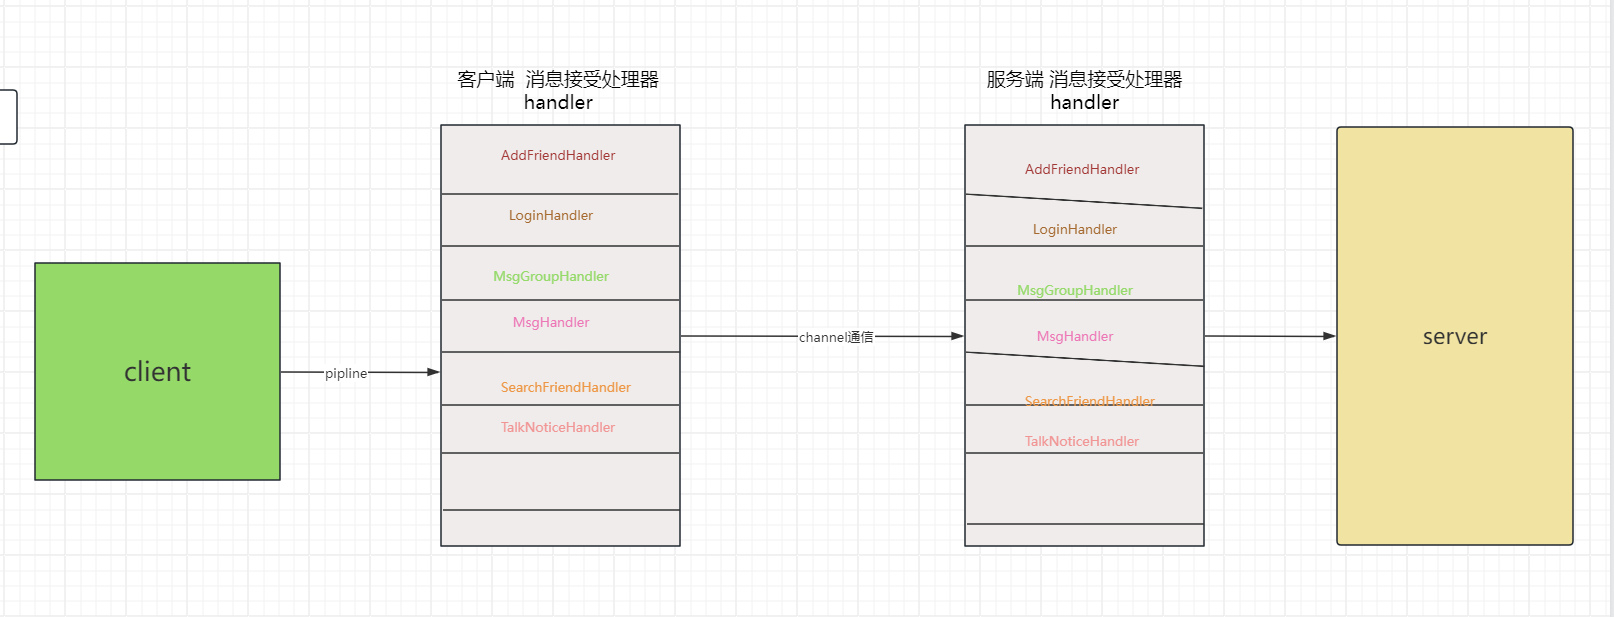 客户端 消息接受处理器
handler
服务端 消息接受处理器
handler
client
pipline
AddFriendHandler
LoginHandler
MsgGroupHandler
MsgHandler
SearchFriendHandler
TalkNoticeHandler
channel通信
AddFriendHandler
LoginHandler
MsgGroupHandler
MsgHandler
SearchFriendHandler
TalkNoticeHandler
server